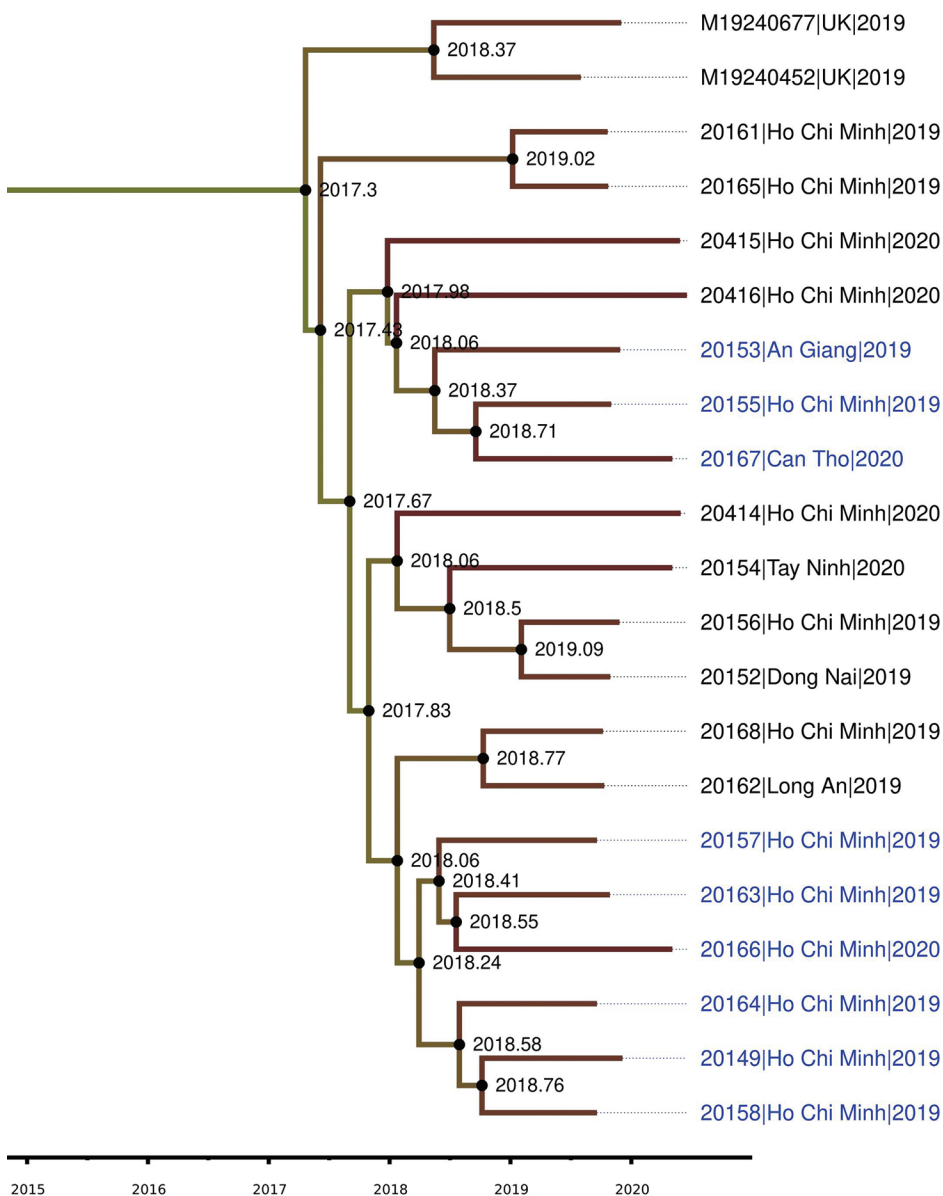 M19240677|UK|2019
2018.37
M19240452|UK|2019
20161|Ho Chi Minh|2019
2019.02
20165|Ho Chi Minh|2019
2017.3
20415|Ho Chi Minh|2020
2017.98
20416|Ho Chi Minh|2020
2017.43
2018.06
20153|An Giang|2019
2018.37
20155|Ho Chi Minh|2019
2018.71
20167|Can Tho|2020
2017.67
20414|Ho Chi Minh|2020
2018.06
20154|Tay Ninh|2020
2018.5
20156|Ho Chi Minh|2019
2019.09
20152|Dong Nai|2019
2017.83
20168|Ho Chi Minh|2019
2018.77
20162|Long An|2019
20157|Ho Chi Minh|2019
2018.06
2018.41
20163|Ho Chi Minh|2019
2018.55
20166|Ho Chi Minh|2020
2018.24
20164|Ho Chi Minh|2019
2018.58
20149|Ho Chi Minh|2019
2018.76
20158|Ho Chi Minh|2019
2015 2016 2017 2018 2019 2020